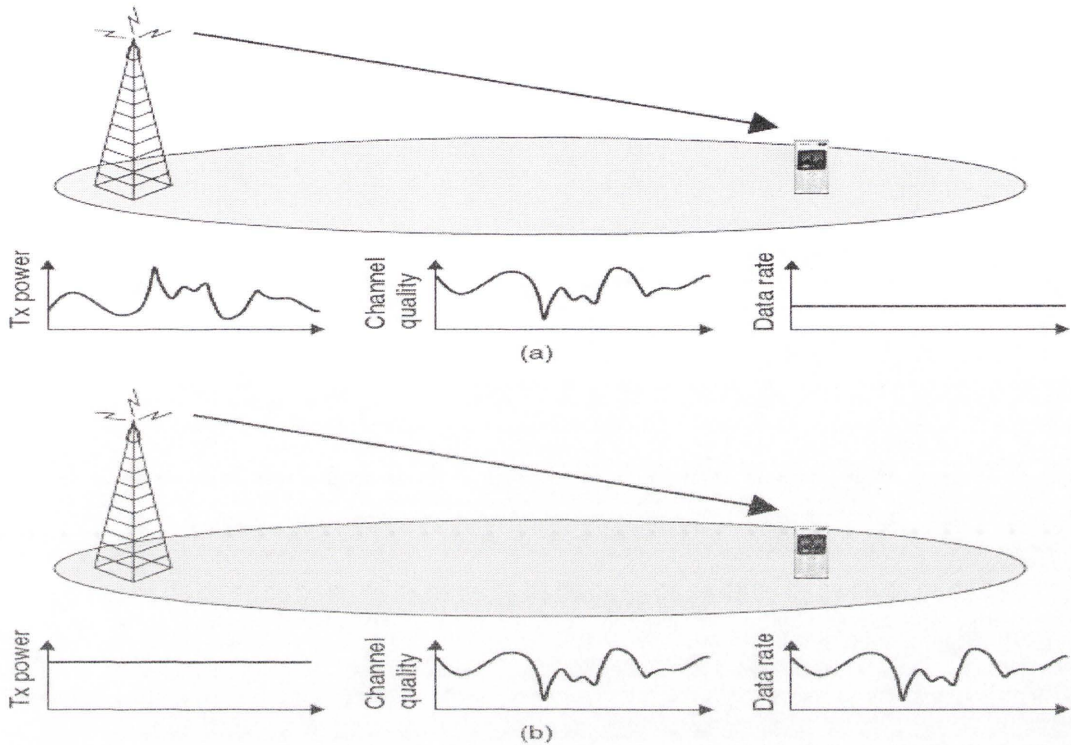 Tx power
Channel
quality
Data rate
(a)
Tx power
Channel
quality
Data rate
(b)